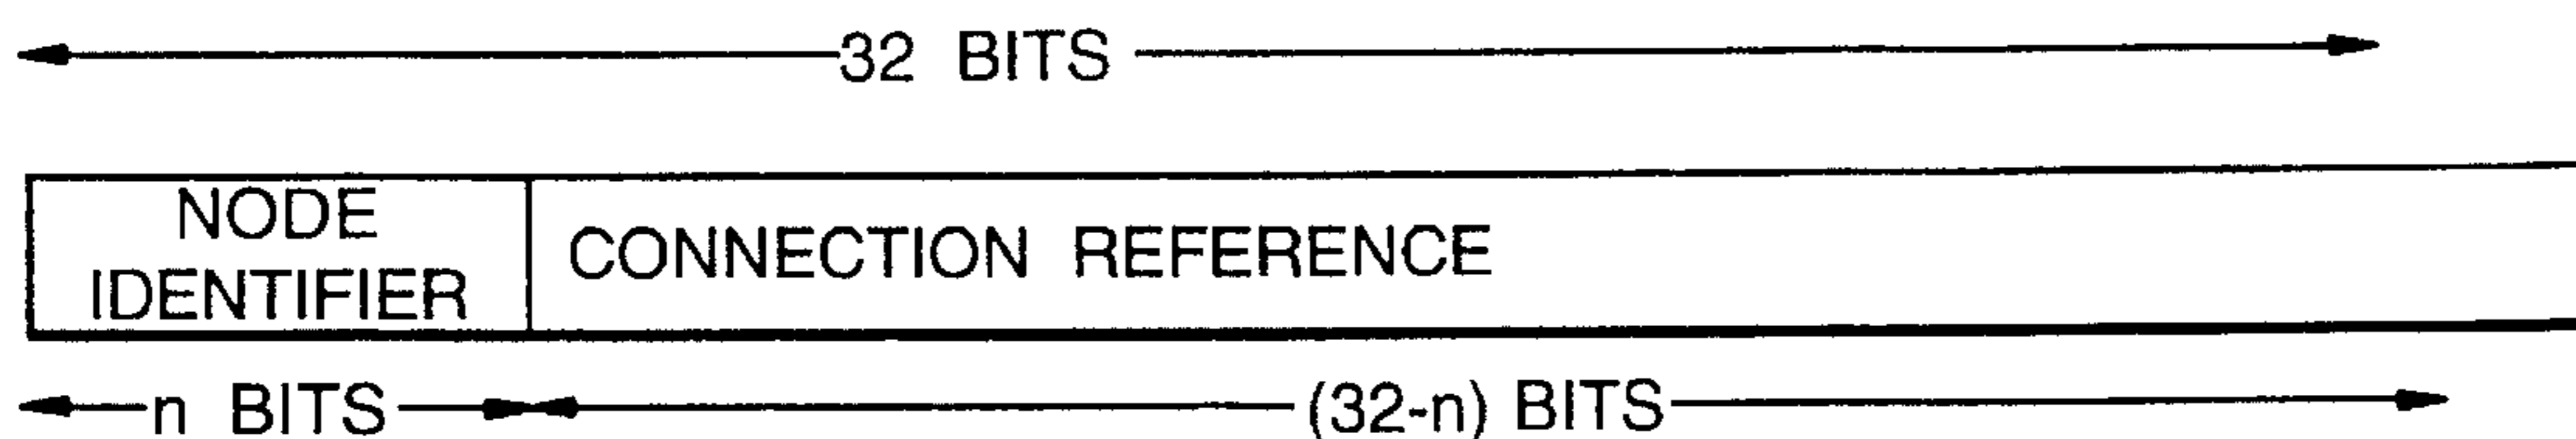 32 BITS
NODE
IDENTIFIER
CONNECTION REFERENCE
n BITS
(32-n) BITS